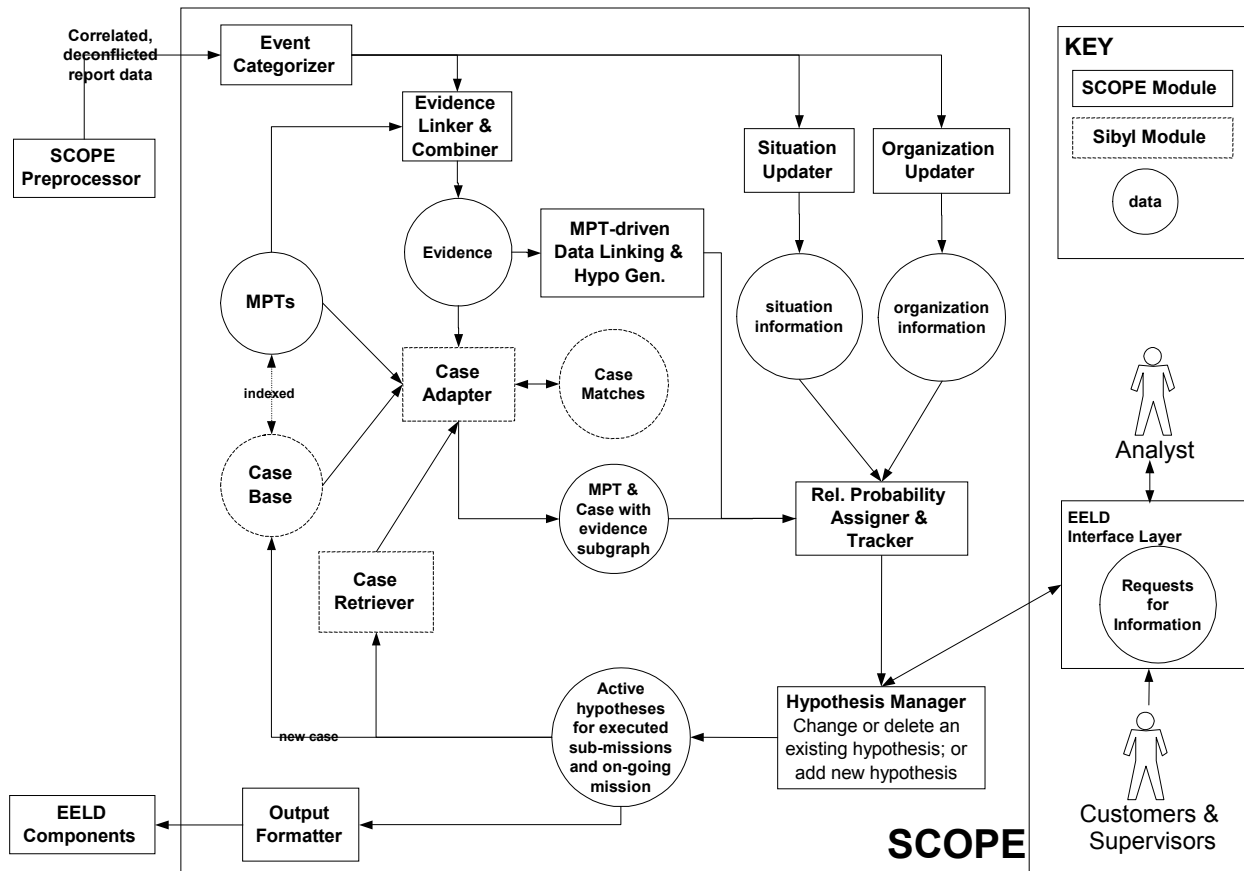 Correlated,
deconflicted
report data
SCOPE
Preprocessor
Event
Categorizer
Evidence
Linker &
Combiner
Situation
Updater
Organization
Updater
KEY
SCOPE Module
Sibyl Module
data
MPTs
Evidence
MPT-driven
Data Linking &
Hypo Gen.
situation
information
organization
information
indexed
Case
Adapter
Case
Matches
Case
Base
MPT &
Case with
evidence
subgraph
Rel. Probability
Assigner &
Tracker
Case
Retriever
Analyst
EELD
Interface Layer
Requests
for
Information
new case
Active
hypotheses
for executed
sub-missions
and on-going
mission
Hypothesis Manager
Change or delete an
existing hypothesis; or
add new hypothesis
EELD
Components
Output
Formatter
SCOPE
Customers &
Supervisors